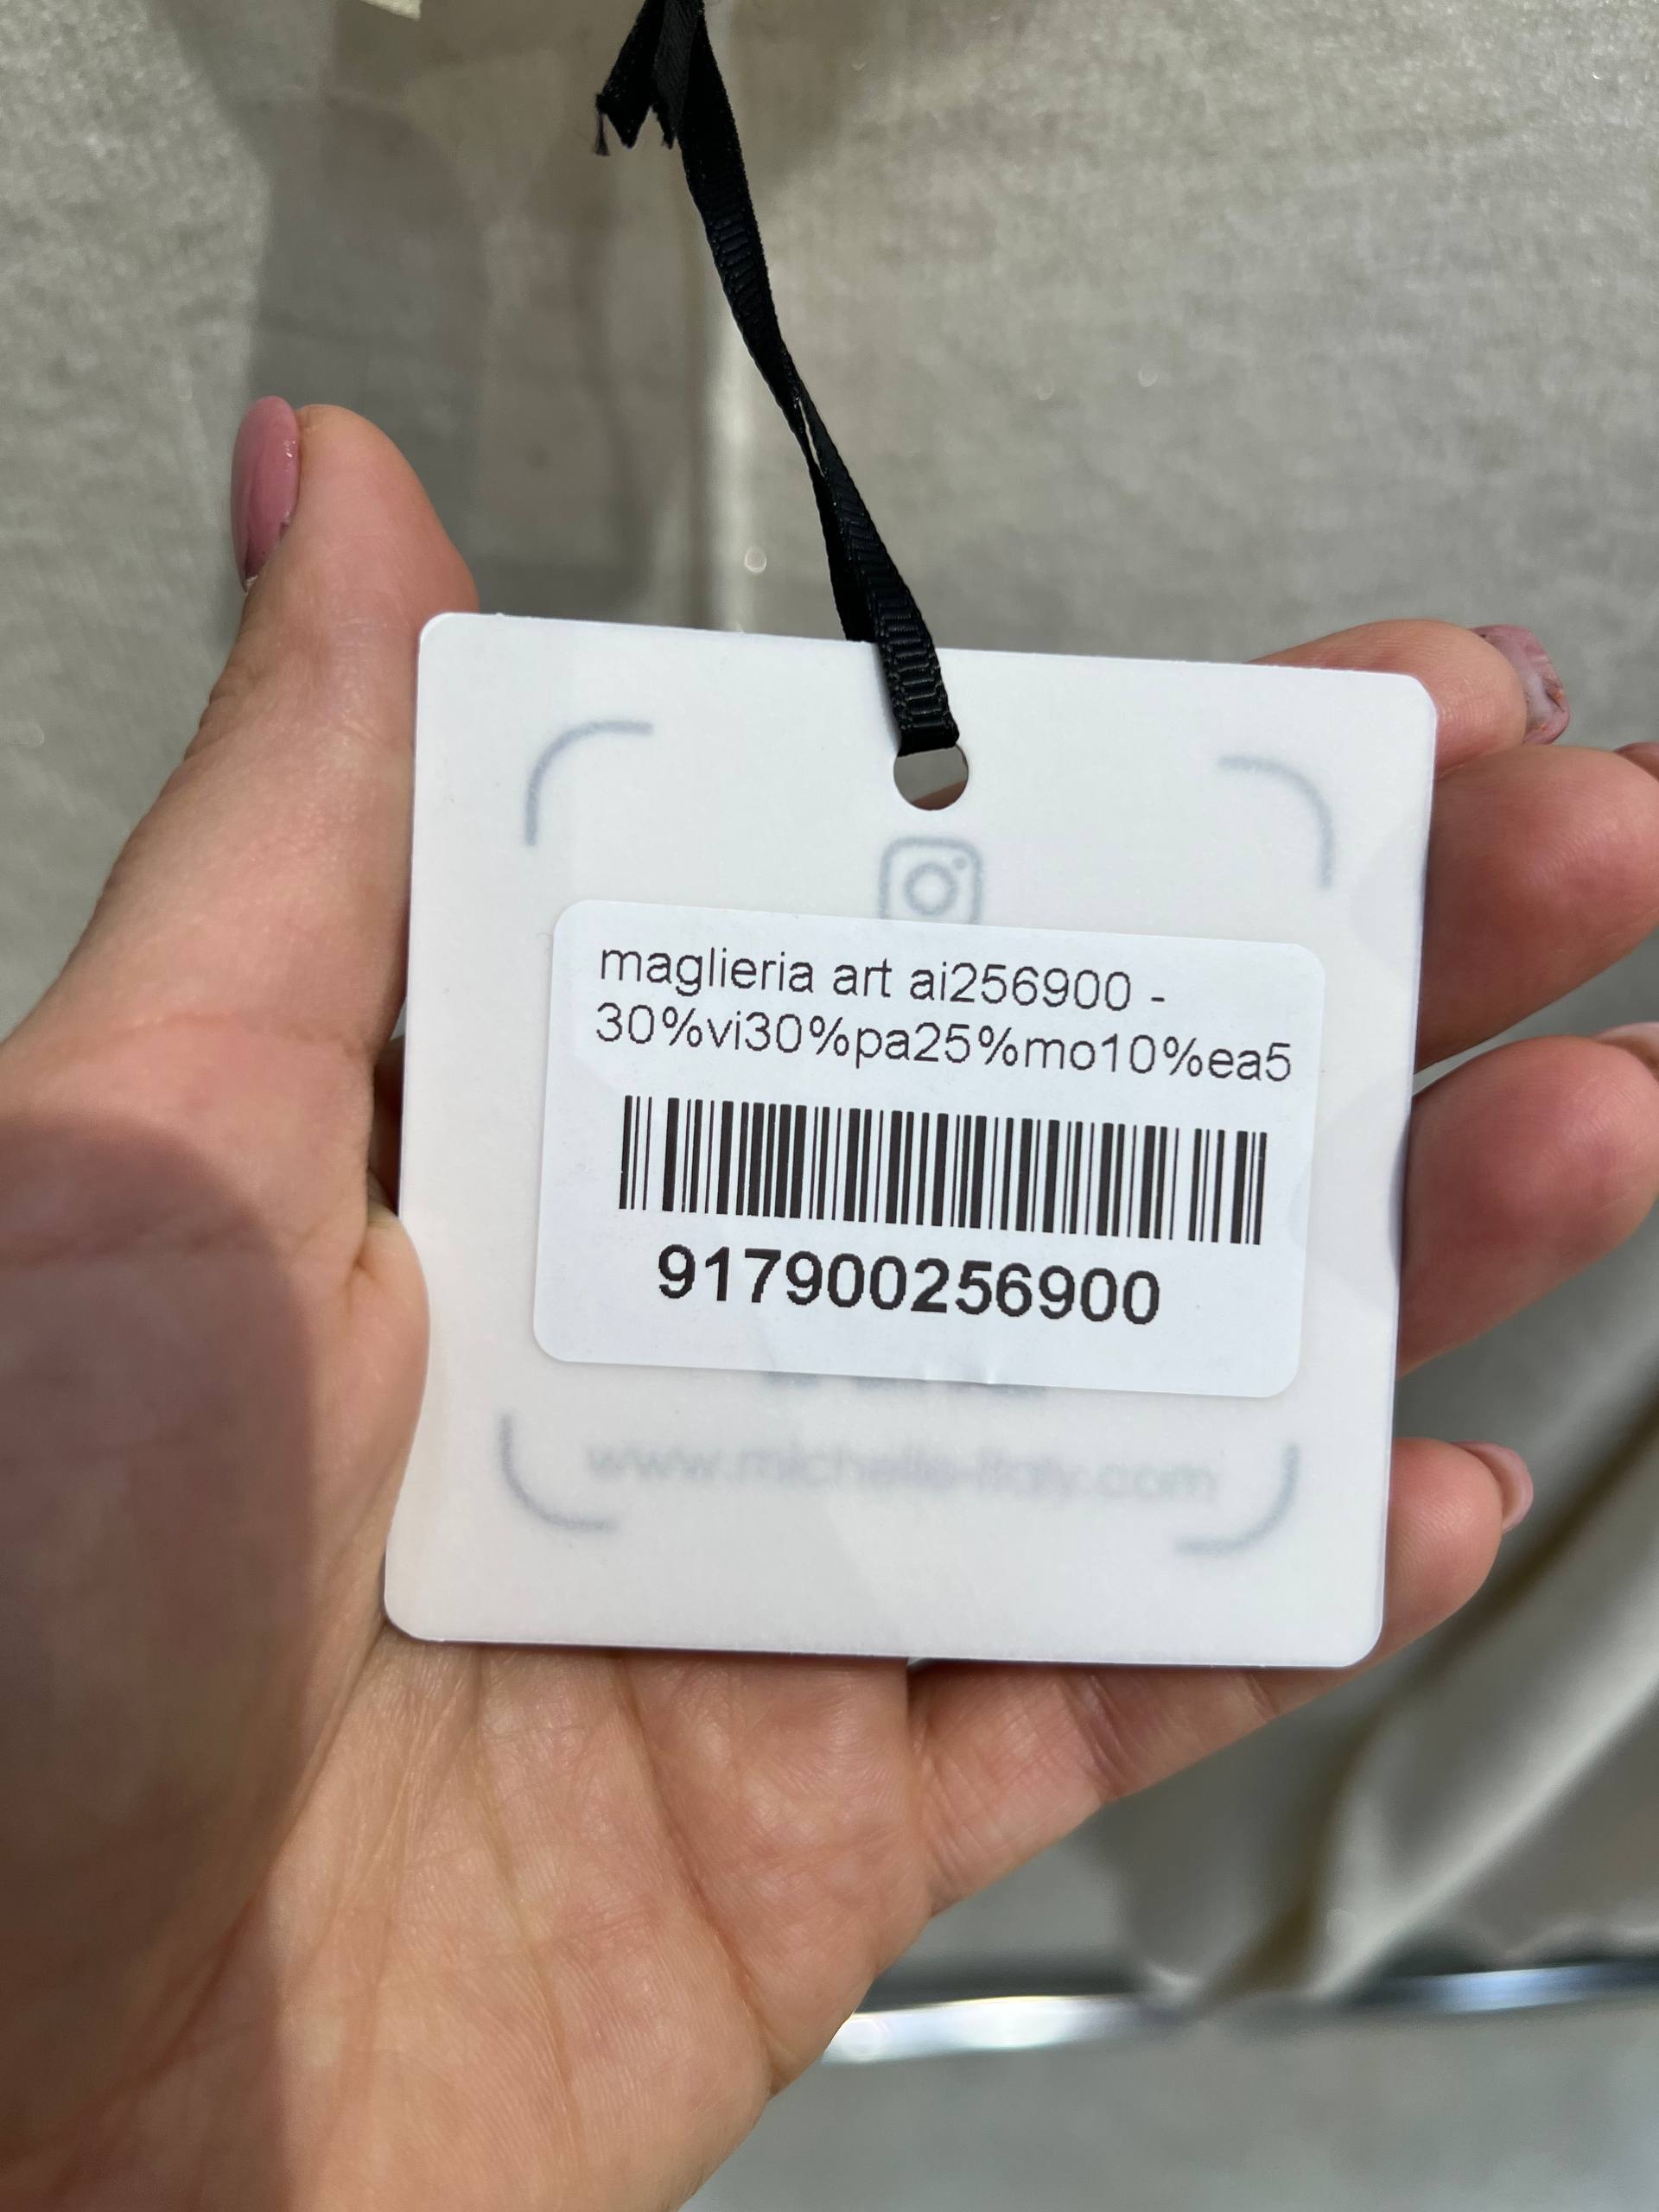 maglieria art ai256900 -
30%vi30%pa25%mo10%ea5
917900256900
www.michelle-italy.com